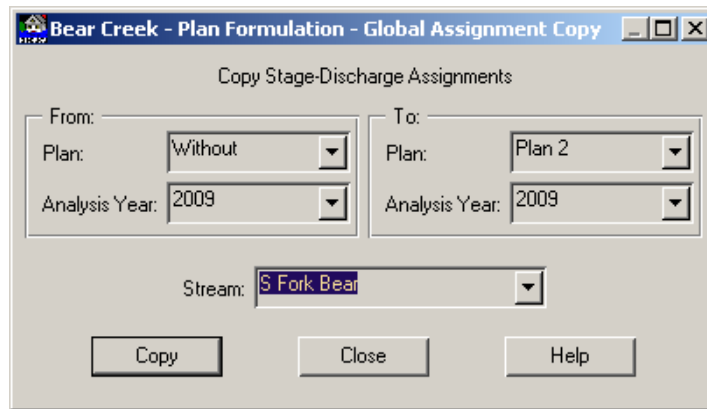 Bear Creek - Plan Formulation - Global Assignment Copy
Copy Stage-Discharge Assignments
From:
Plan: Without
Analysis Year: 2009
To:
Plan: Plan 2
Analysis Year: 2009
Stream: S Fork Bear
Copy Close Help